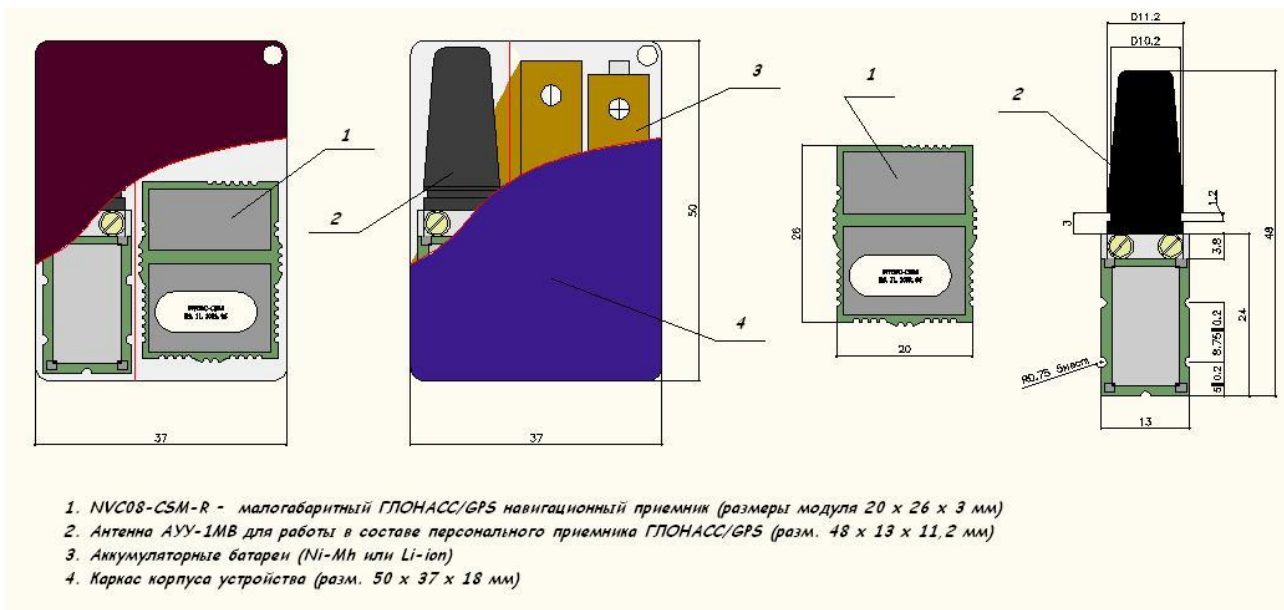 D11.2
D10.2
1
2
3
4
37
37
50
1
26
20
2
3
1.2
3.8
48
24
8.75|0.2
5|0.2
R0.75 5мест
13
1. NVC08-CSM-R - малогабаритный ГЛОНАСС/GPS навигационный приемник (размеры модуля 20 х 26 х 3 мм)
2. Антенна АУУ-1МВ для работы в составе персонального приемника ГЛОНАСС/GPS (разм. 48 х 13 х 11,2 мм)
3. Аккумуляторные батареи (Ni-Mh или Li-ion)
4. Каркас корпуса устройства (разм. 50 х 37 х 18 мм)